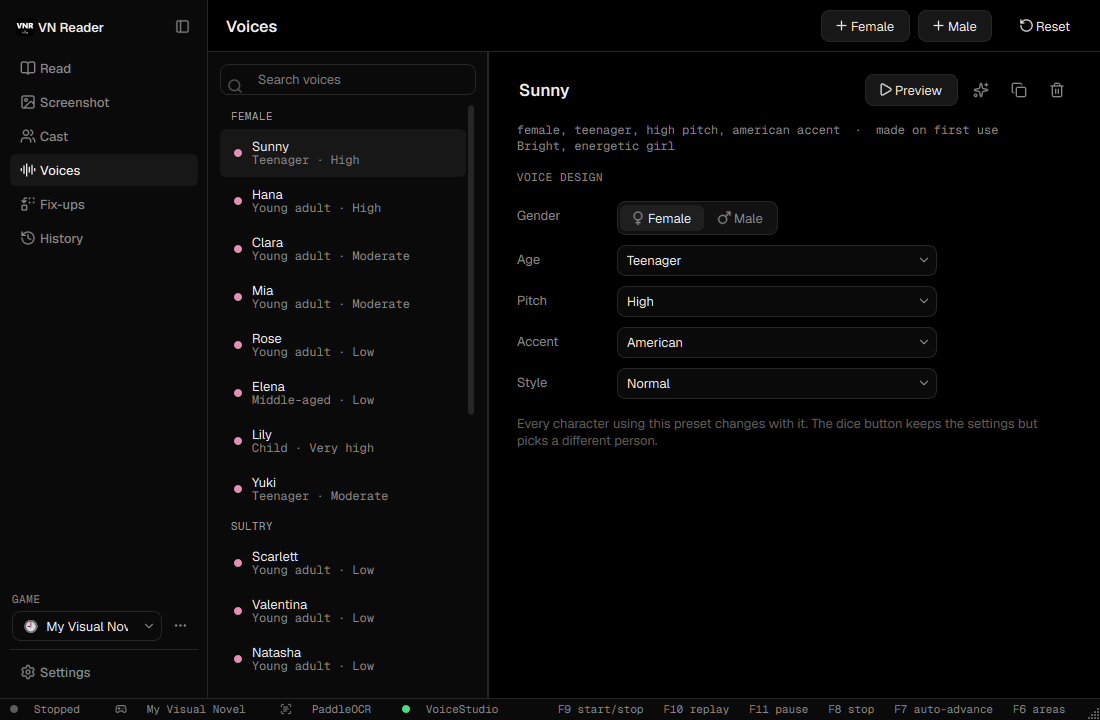 VNR VN Reader
Read
Screenshot
Cast
Voices
Fix-ups
History
GAME
My Visual Nov
Settings
Voices
Female
Male
Reset
Search voices
FEMALE
Sunny
Teenager · High
Hana
Young adult · High
Clara
Young adult · Moderate
Mia
Young adult · Moderate
Rose
Young adult · Low
Elena
Middle-aged · Low
Lily
Child · Very high
Yuki
Teenager · Moderate
SULTRY
Scarlett
Young adult · Low
Valentina
Young adult · Low
Natasha
Young adult · Low
Sunny
Preview
female, teenager, high pitch, american accent · made on first use
Bright, energetic girl
VOICE DESIGN
Gender
Female Male
Age
Teenager
Pitch
High
Accent
American
Style
Normal
Every character using this preset changes with it. The dice button keeps the settings but
picks a different person.
Stopped My Visual Novel PaddleOCR VoiceStudio F9 start/stop F10 replay F11 pause F8 stop F7 auto-advance F6 areas